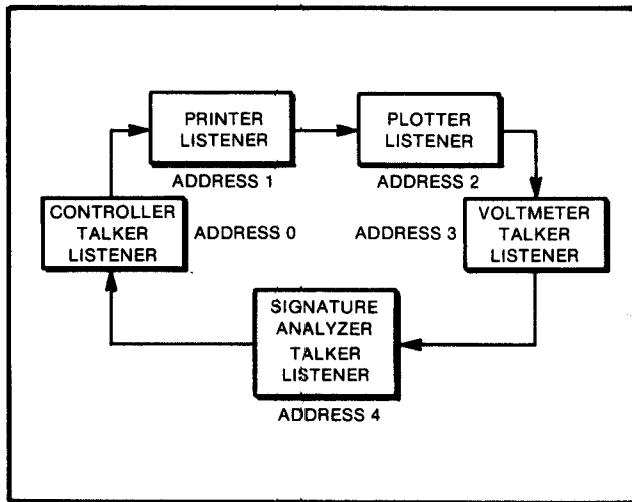 PRINTER
LISTENER
ADDRESS 1
PLOTTER
LISTENER
ADDRESS 2
CONTROLLER
TALKER
LISTENER
ADDRESS 0
ADDRESS 3
VOLTMETER
TALKER
LISTENER
SIGNATURE
ANALYZER
TALKER
LISTENER
ADDRESS 4